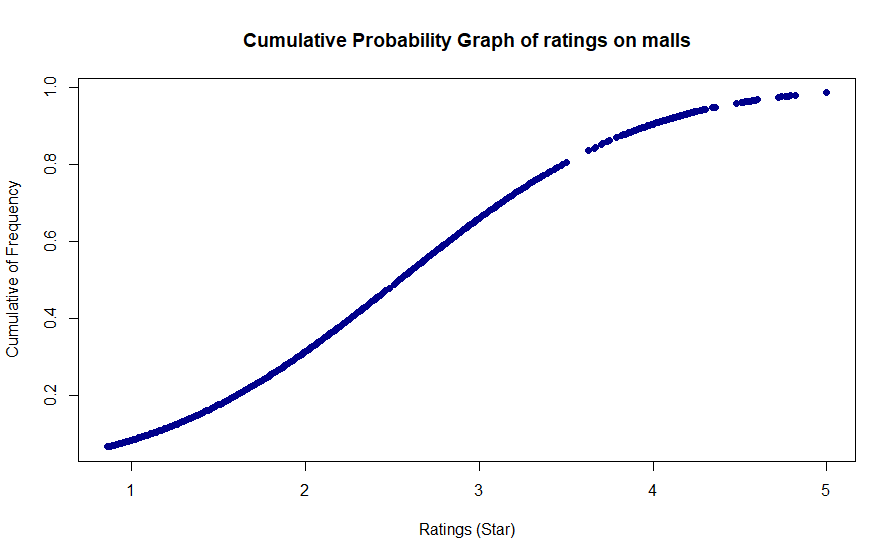 Cumulative Probability Graph of ratings on malls
Cumulative of Frequency
1.0
0.8
0.6
0.4
0.2
1 2 3 4 5
Ratings (Star)